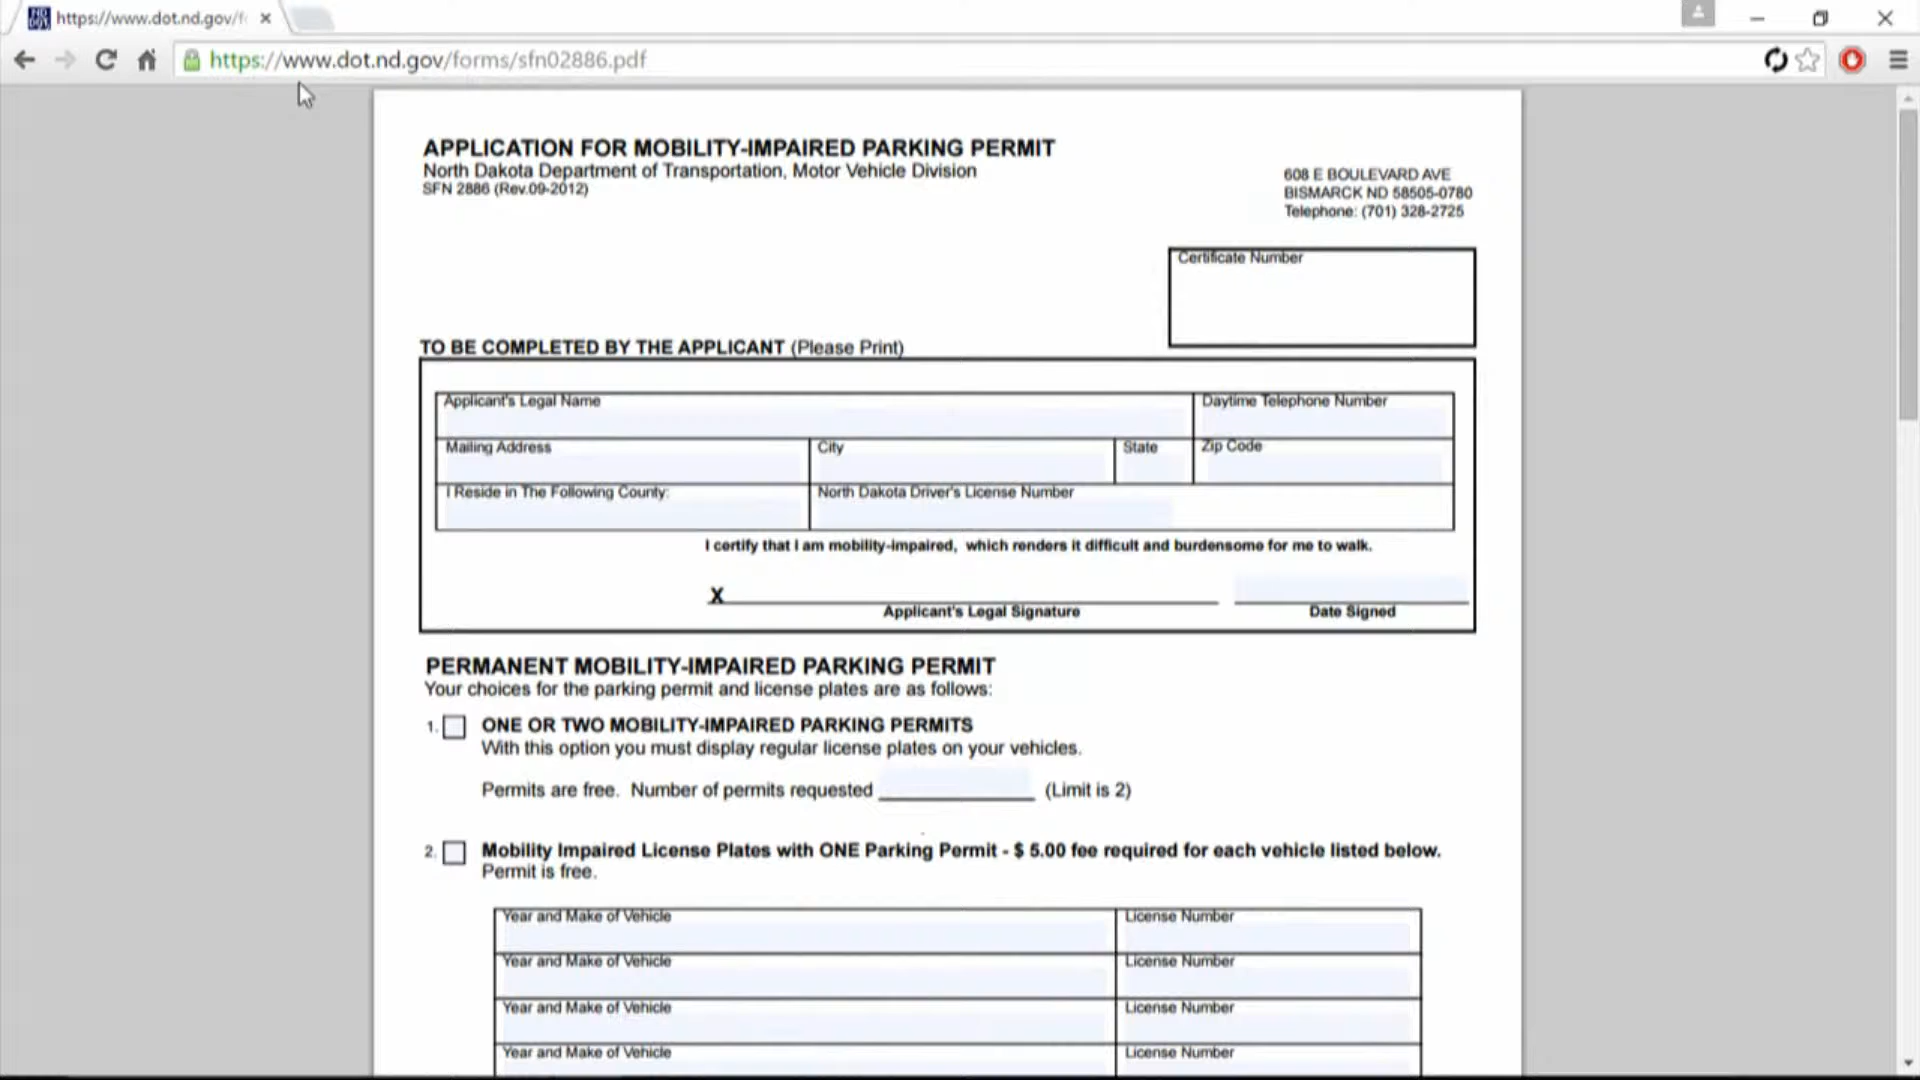 https://www.dot.nd.gov/f
https://www.dot.nd.gov/forms/sfn02886.pdf
APPLICATION FOR MOBILITY-IMPAIRED PARKING PERMIT
North Dakota Department of Transportation, Motor Vehicle Division
SFN 2886 (Rev.09-2012)
608 E BOULEVARD AVE
BISMARCK ND 58505-0780
Telephone: (701) 328-2725
Certificate Number
TO BE COMPLETED BY THE APPLICANT (Please Print)
Applicant's Legal Name Daytime Telephone Number
Mailing Address City State Zip Code
I Reside in The Following County: North Dakota Driver's License Number
I certify that I am mobility-impaired, which renders it difficult and burdensome for me to walk.
X
Applicant's Legal Signature Date Signed
PERMANENT MOBILITY-IMPAIRED PARKING PERMIT
Your choices for the parking permit and license plates are as follows:
1. ONE OR TWO MOBILITY-IMPAIRED PARKING PERMITS
With this option you must display regular license plates on your vehicles.
Permits are free. Number of permits requested (Limit is 2)
2. Mobility Impaired License Plates with ONE Parking Permit - $ 5.00 fee required for each vehicle listed below.
Permit is free.
Year and Make of Vehicle License Number
Year and Make of Vehicle License Number
Year and Make of Vehicle License Number
Year and Make of Vehicle License Number